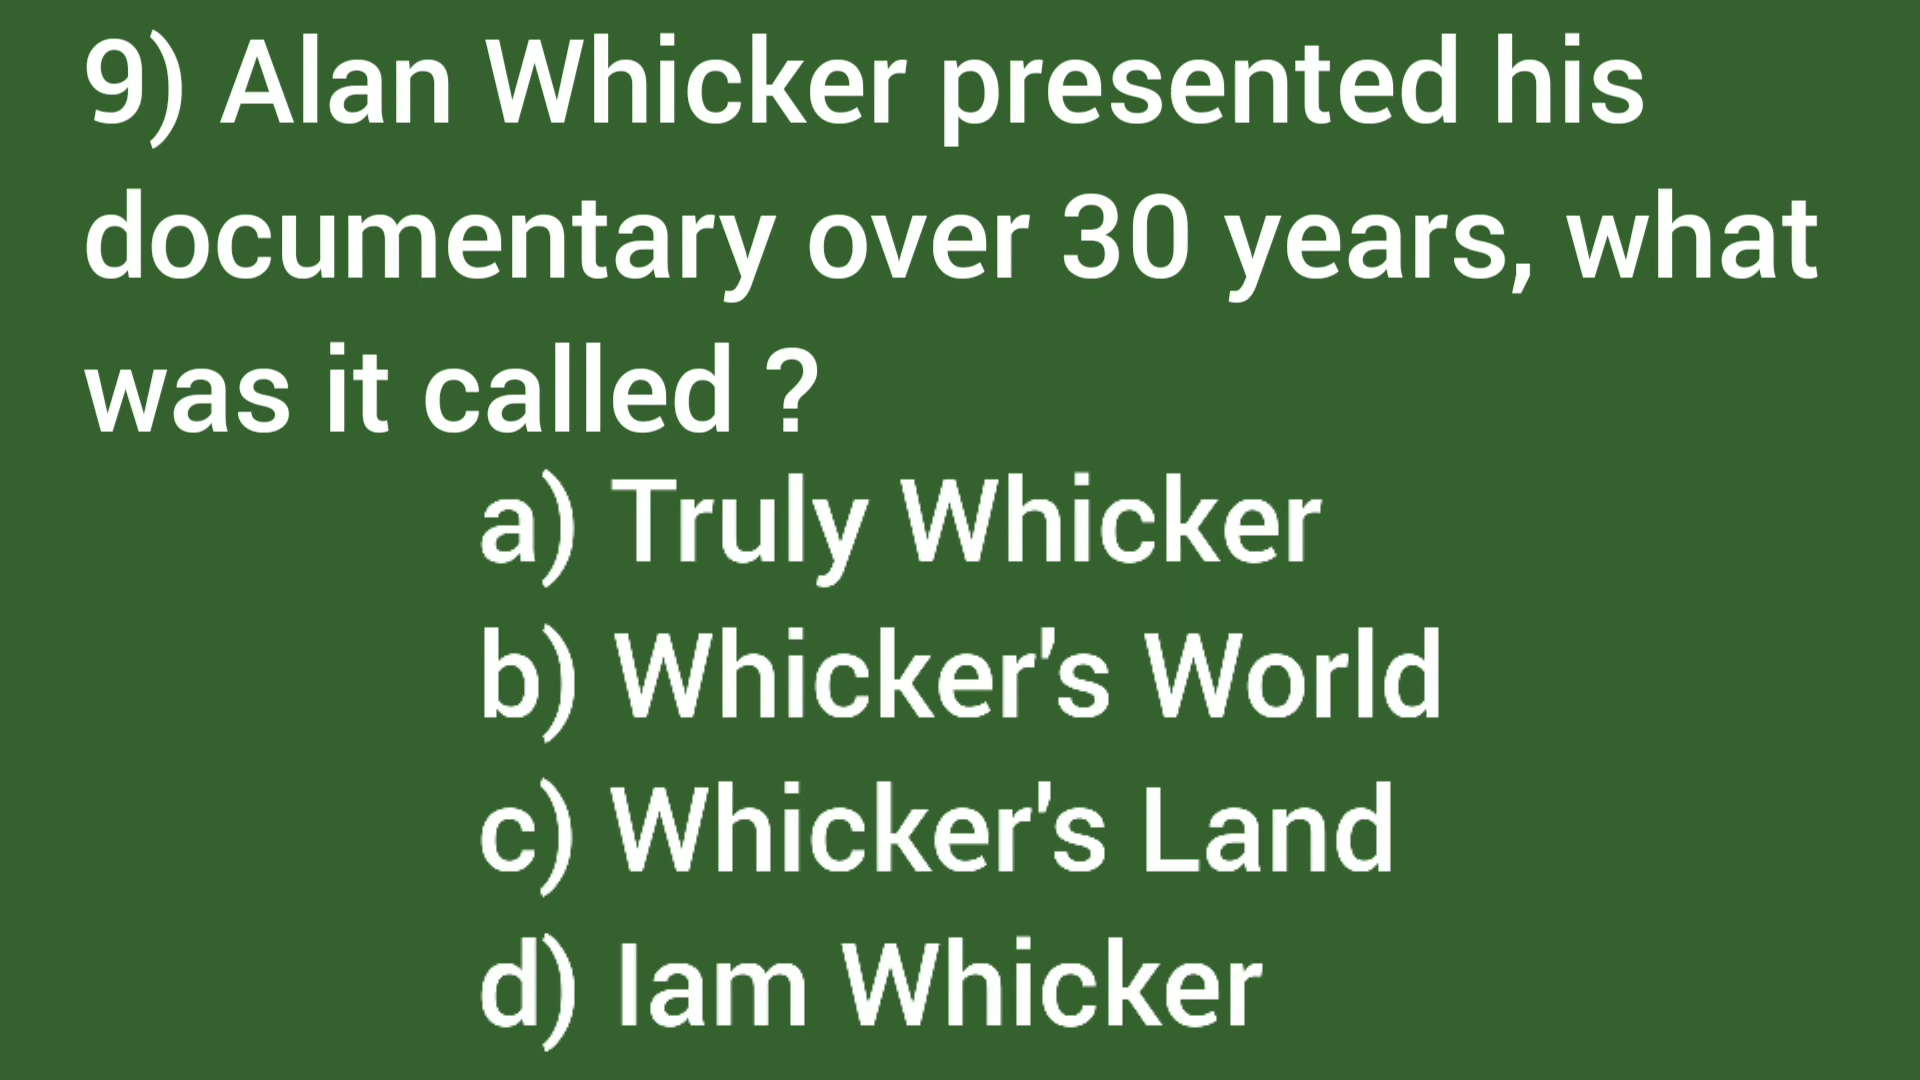 9) Alan Whicker presented his
documentary over 30 years, what
was it called ?
a) Truly Whicker
b) Whicker's World
c) Whicker's Land
d) Iam Whicker